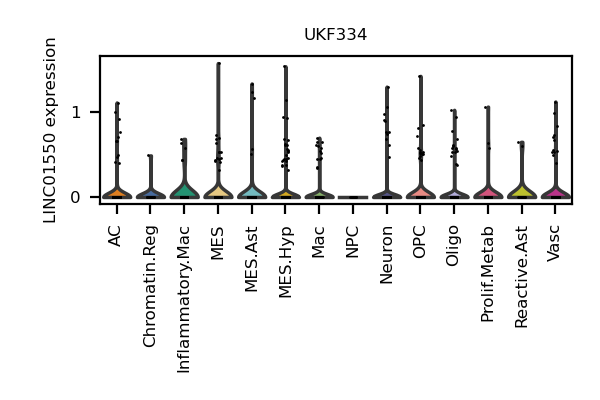 UKF334
LINC01550 expression
1
0
AC
Chromatin.Reg
Inflammatory.Mac
MES
MES.Ast
MES.Hyp
Mac
NPC
Neuron
OPC
Oligo
Prolif.Metab
Reactive.Ast
Vasc